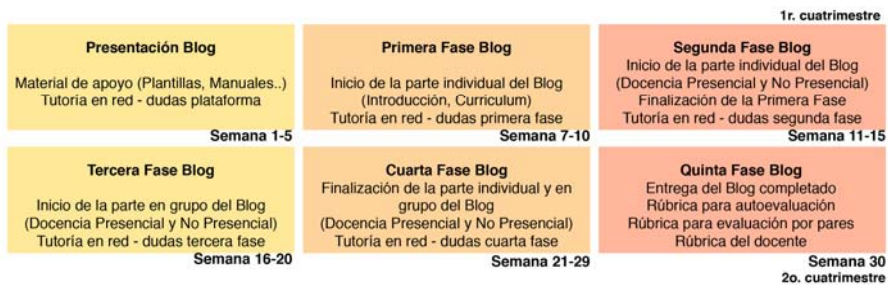 1r. cuatrimestre
Presentación Blog
Material de apoyo (Plantillas, Manuales..)
Tutoría en red - dudas plataforma
Semana 1-5
Primera Fase Blog
Inicio de la parte individual del Blog
(Introducción, Curriculum)
Tutoría en red - dudas primera fase
Semana 7-10
Segunda Fase Blog
Inicio de la parte individual del Blog
(Docencia Presencial y No Presencial)
Finalización de la Primera Fase
Tutoría en red - dudas segunda fase
Semana 11-15
Tercera Fase Blog
Inicio de la parte en grupo del Blog
(Docencia Presencial y No Presencial)
Tutoría en red - dudas tercera fase
Semana 16-20
Cuarta Fase Blog
Finalización de la parte individual y en
grupo del Blog
(Docencia Presencial y No Presencial)
Tutoría en red - dudas cuarta fase
Semana 21-29
Quinta Fase Blog
Entrega del Blog completado
Rúbrica para autoevaluación
Rúbrica para evaluación por pares
Rúbrica del docente
Semana 30
2o. cuatrimestre